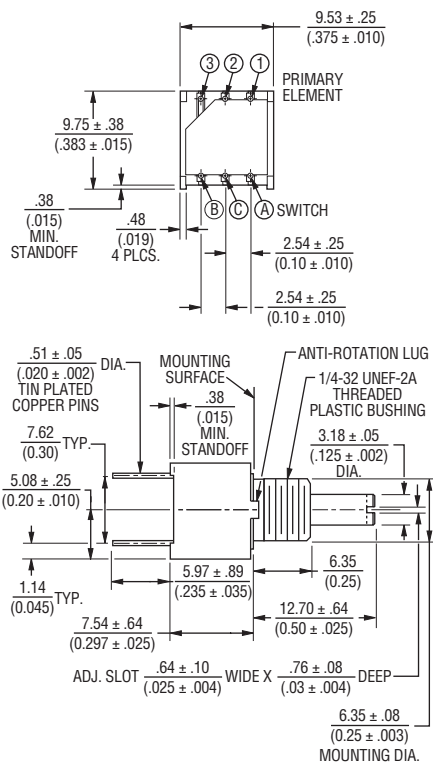 9.53 ± .25
(.375 ± .010)
3 2 1
PRIMARY
ELEMENT
9.75 ± .38
(.383 ± .015)
B C A SWITCH
.38
(.015)
MIN.
STANDOFF
.48
(.019)
4 PLCS.
2.54 ± .25
(0.10 ± .010)
2.54 ± .25
(0.10 ± .010)
.51 ± .05
(.020 ± .002)
DIA.
TIN PLATED
COPPER PINS
MOUNTING
SURFACE
ANTI-ROTATION LUG
1/4-32 UNEF-2A
THREADED
PLASTIC BUSHING
.38
(.015)
MIN.
STANDOFF
3.18 ± .05
(.125 ± .002)
DIA.
7.62
(0.30)
TYP.
5.08 ± .25
(0.20 ± .010)
1.14
(0.045)
TYP.
5.97 ± .89
(.235 ± .035)
6.35
(0.25)
7.54 ± .64
(0.297 ± .025)
12.70 ± .64
(0.50 ± .025)
ADJ. SLOT .64 ± .10 WIDE X .76 ± .08 DEEP
(.025 ± .004) (.03 ± .004)
6.35 ± .08
(0.25 ± .003)
MOUNTING DIA.